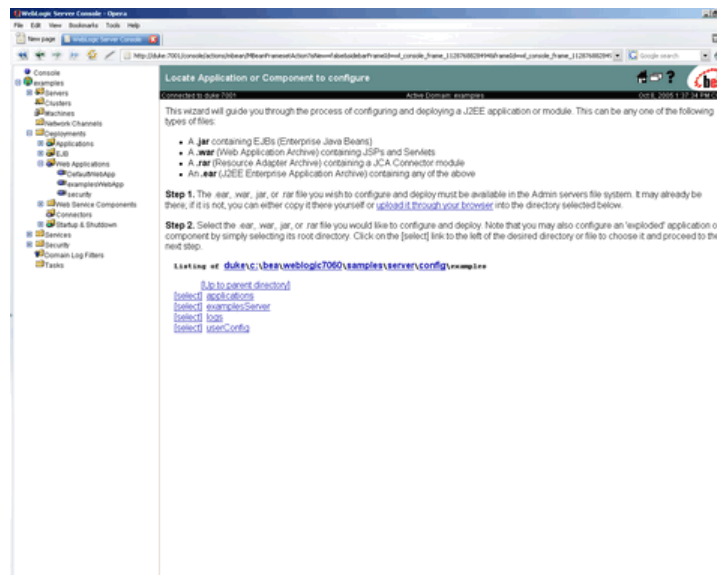 WebLogic Server Console - Opera
File Edit View Bookmarks Tools Help
New page WebLogic Server Console
Google search
Console
examples
Servers
Clusters
Machines
Network Channels
Deployments
Applications
EJB
Web Applications
DefaultWebApp
examplesWebApp
security
Web Service Components
Connectors
Startup & Shutdown
Services
Security
Domain Log Filters
Tasks
Locate Application or Component to configure
Connected to duke 7001 Active Domain: examples Oct 8, 2005 1:37:34 PM
This wizard will guide you through the process of configuring and deploying a J2EE application or module. This can be any one of the following
types of files:
• A .jar containing EJBs (Enterprise Java Beans)
• A .war (Web Application Archive) containing JSPs and Servlets
• A .rar (Resource Adapter Archive) containing a JCA Connector module
• An .ear (J2EE Enterprise Application Archive) containing any of the above
Step 1. The .ear, .war, .jar, or .rar file you wish to configure and deploy must be available in the Admin servers file system. It may already be
there, if it is not, you can either copy it there yourself or upload it through your browser into the directory selected below.
Step 2. Select the .ear, .war, .jar, or .rar file you would like to configure and deploy. Note that you may also configure an 'exploded' application o
component by simply selecting its root directory. Click on the [select] link to the left of the desired directory or file to choose it and proceed to the
next step.
Listing of duke\c:\bea\weblogic7060\samples\server\config\examples
[Up to parent directory]
[select] applications
[select] examplesServer
[select] logs
[select] userConfig